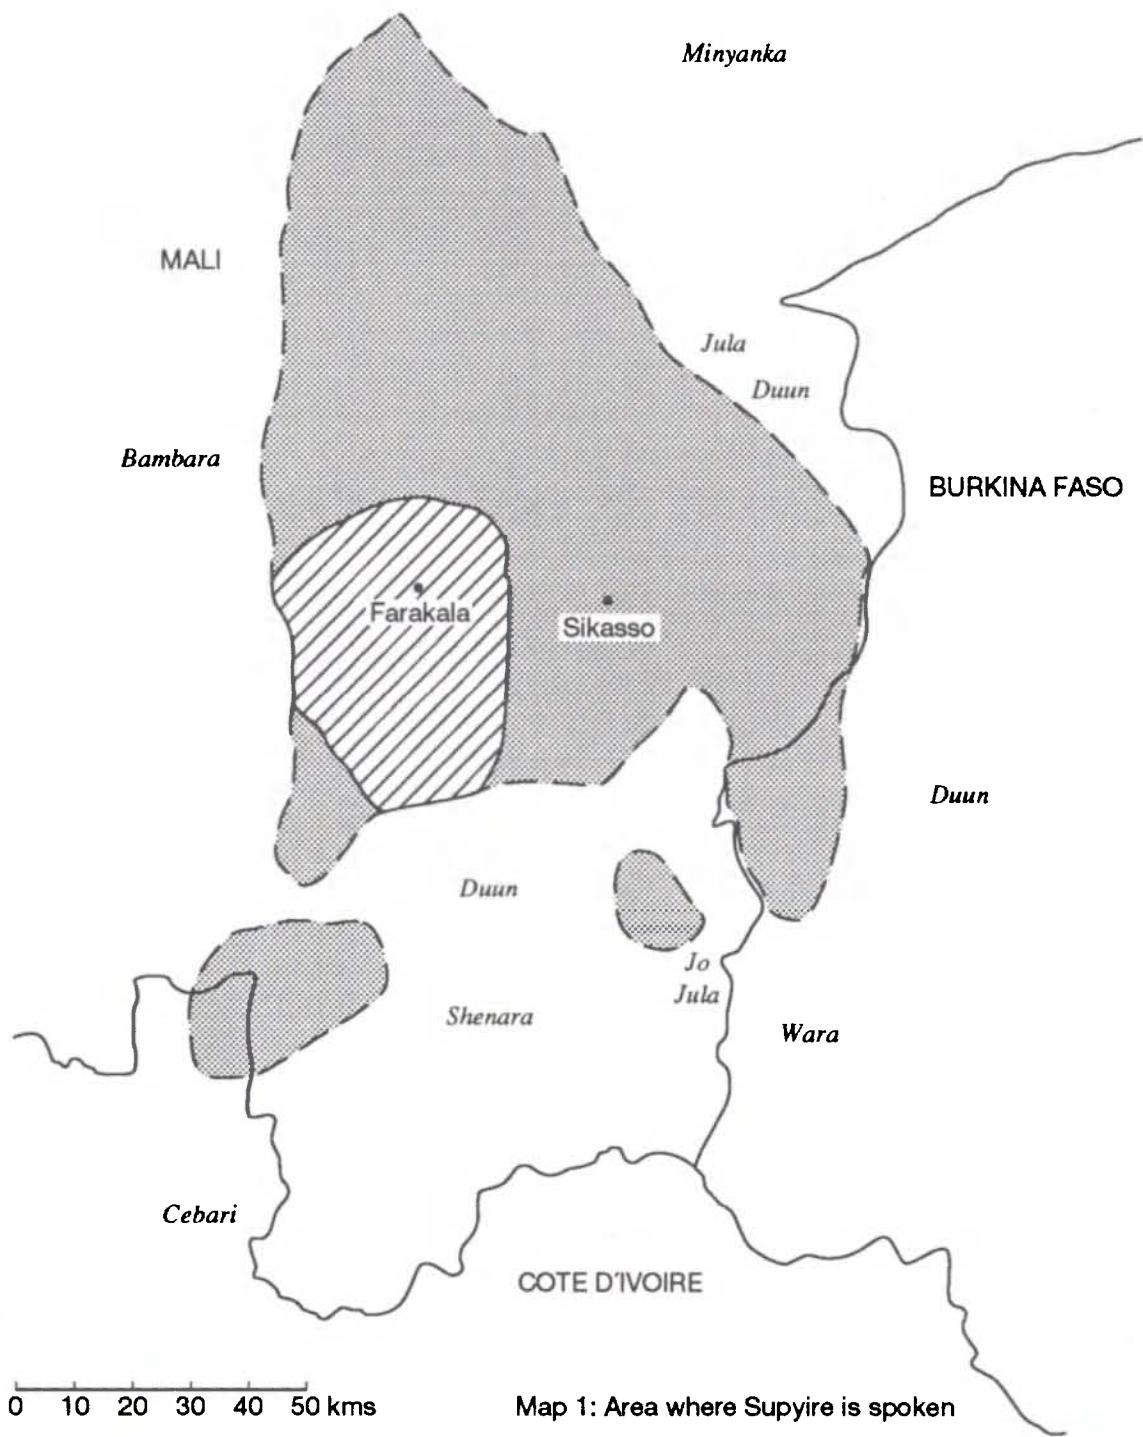 Minyanka
MALI
Jula
Duun
Bambara
BURKINA FASO
Farakala
Sikasso
Duun
Duun
Jo
Jula
Shenara
Wara
Cebari
COTE D'IVOIRE
0 10 20 30 40 50 kms
Map 1: Area where Supyire is spoken